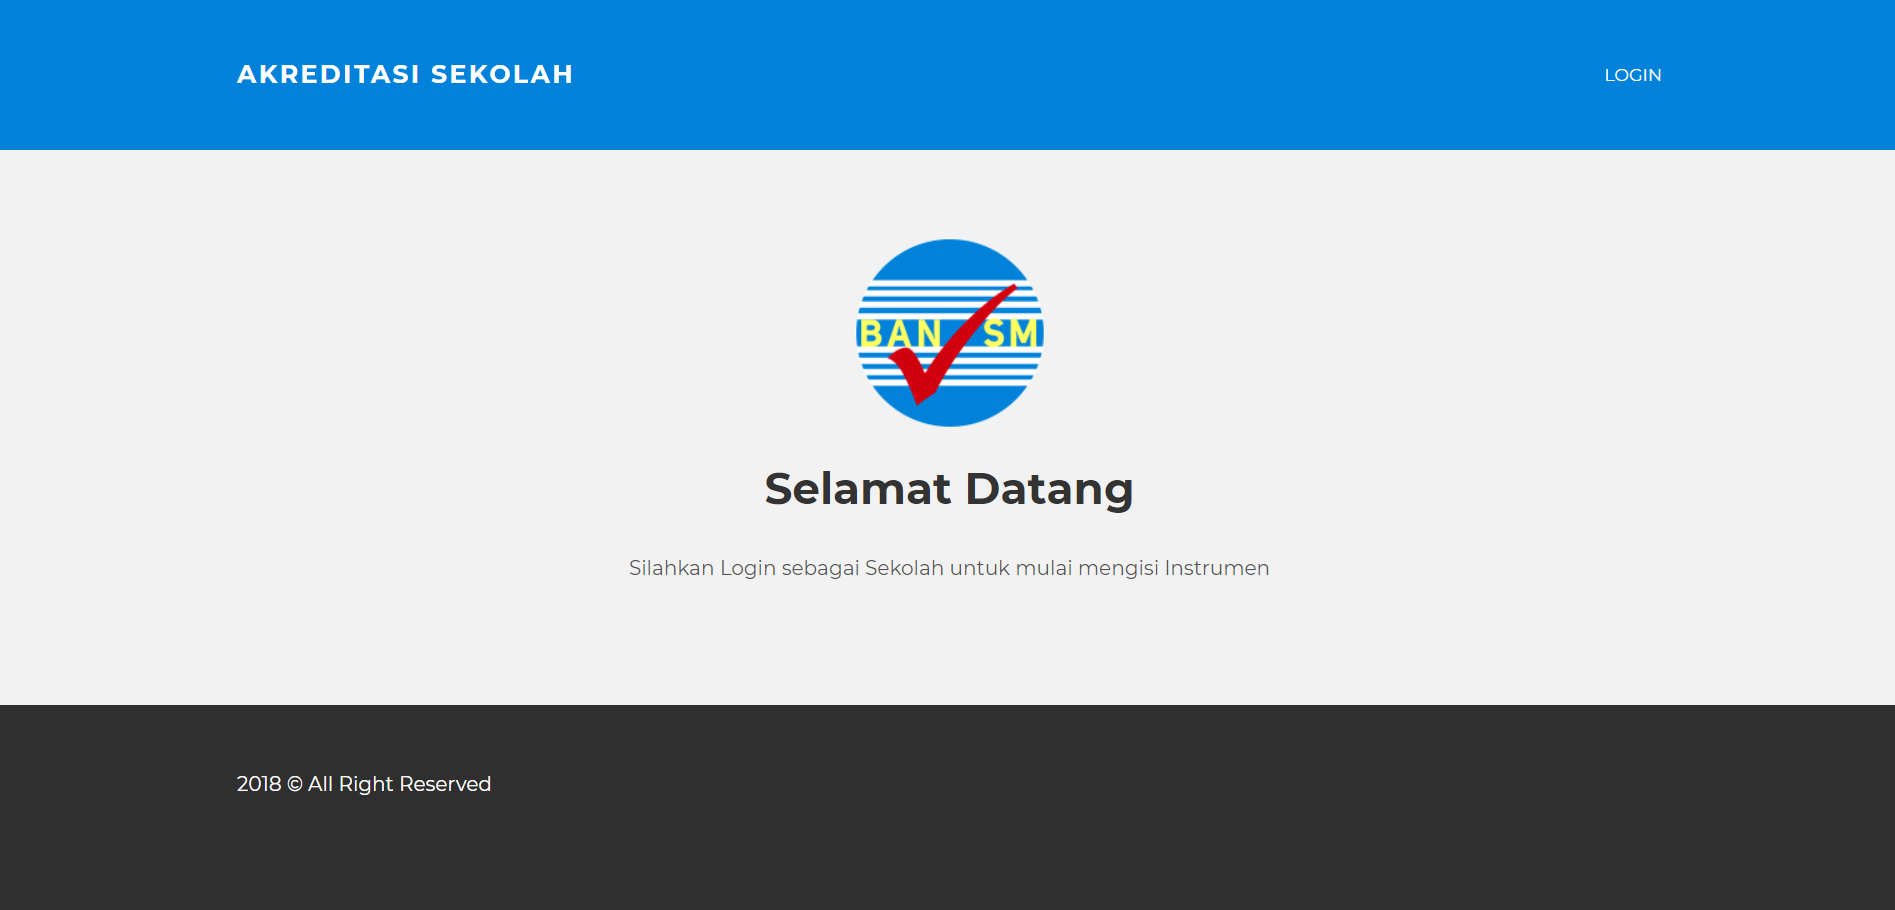 AKREDITASI SEKOLAH
LOGIN
BAN SM
Selamat Datang
Silahkan Login sebagai Sekolah untuk mulai mengisi Instrumen
2018 © All Right Reserved